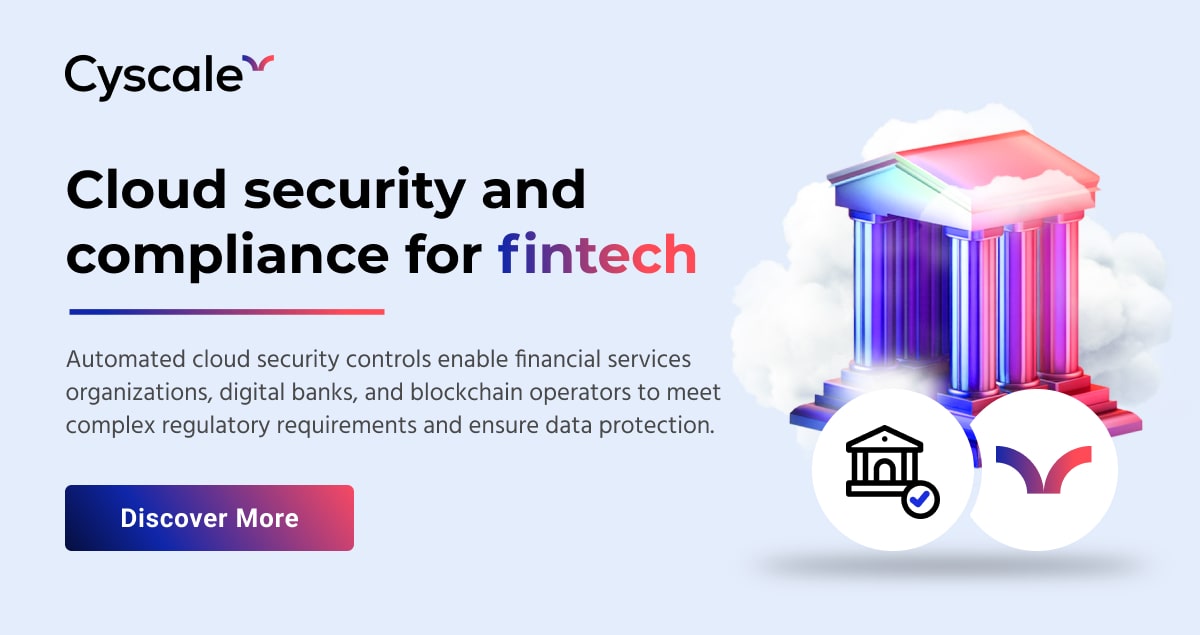 Cyscale
Cloud security and
compliance for fintech
Automated cloud security controls enable financial services
organizations, digital banks, and blockchain operators to meet
complex regulatory requirements and ensure data protection.
Discover More